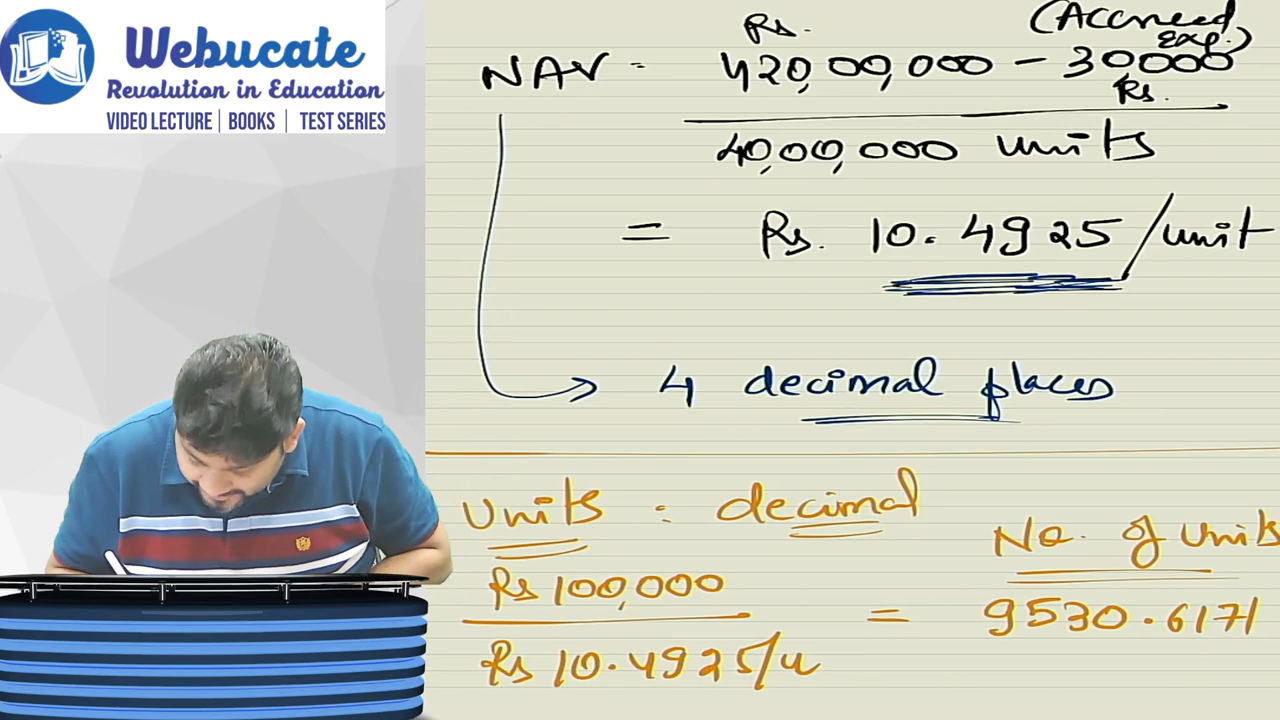 Webucate
Revolution in Education
VIDEO LECTURE | BOOKS | TEST SERIES
Rs. (Accrued Exp.)
NAV = 420,00,000 - 30000
Rs.
40,00,000 units
= Rs. 10.4925/unit
4 decimal places
Units : decimal
No. of units
Rs 100,000
= 9530.6171
Rs 10.4925/u